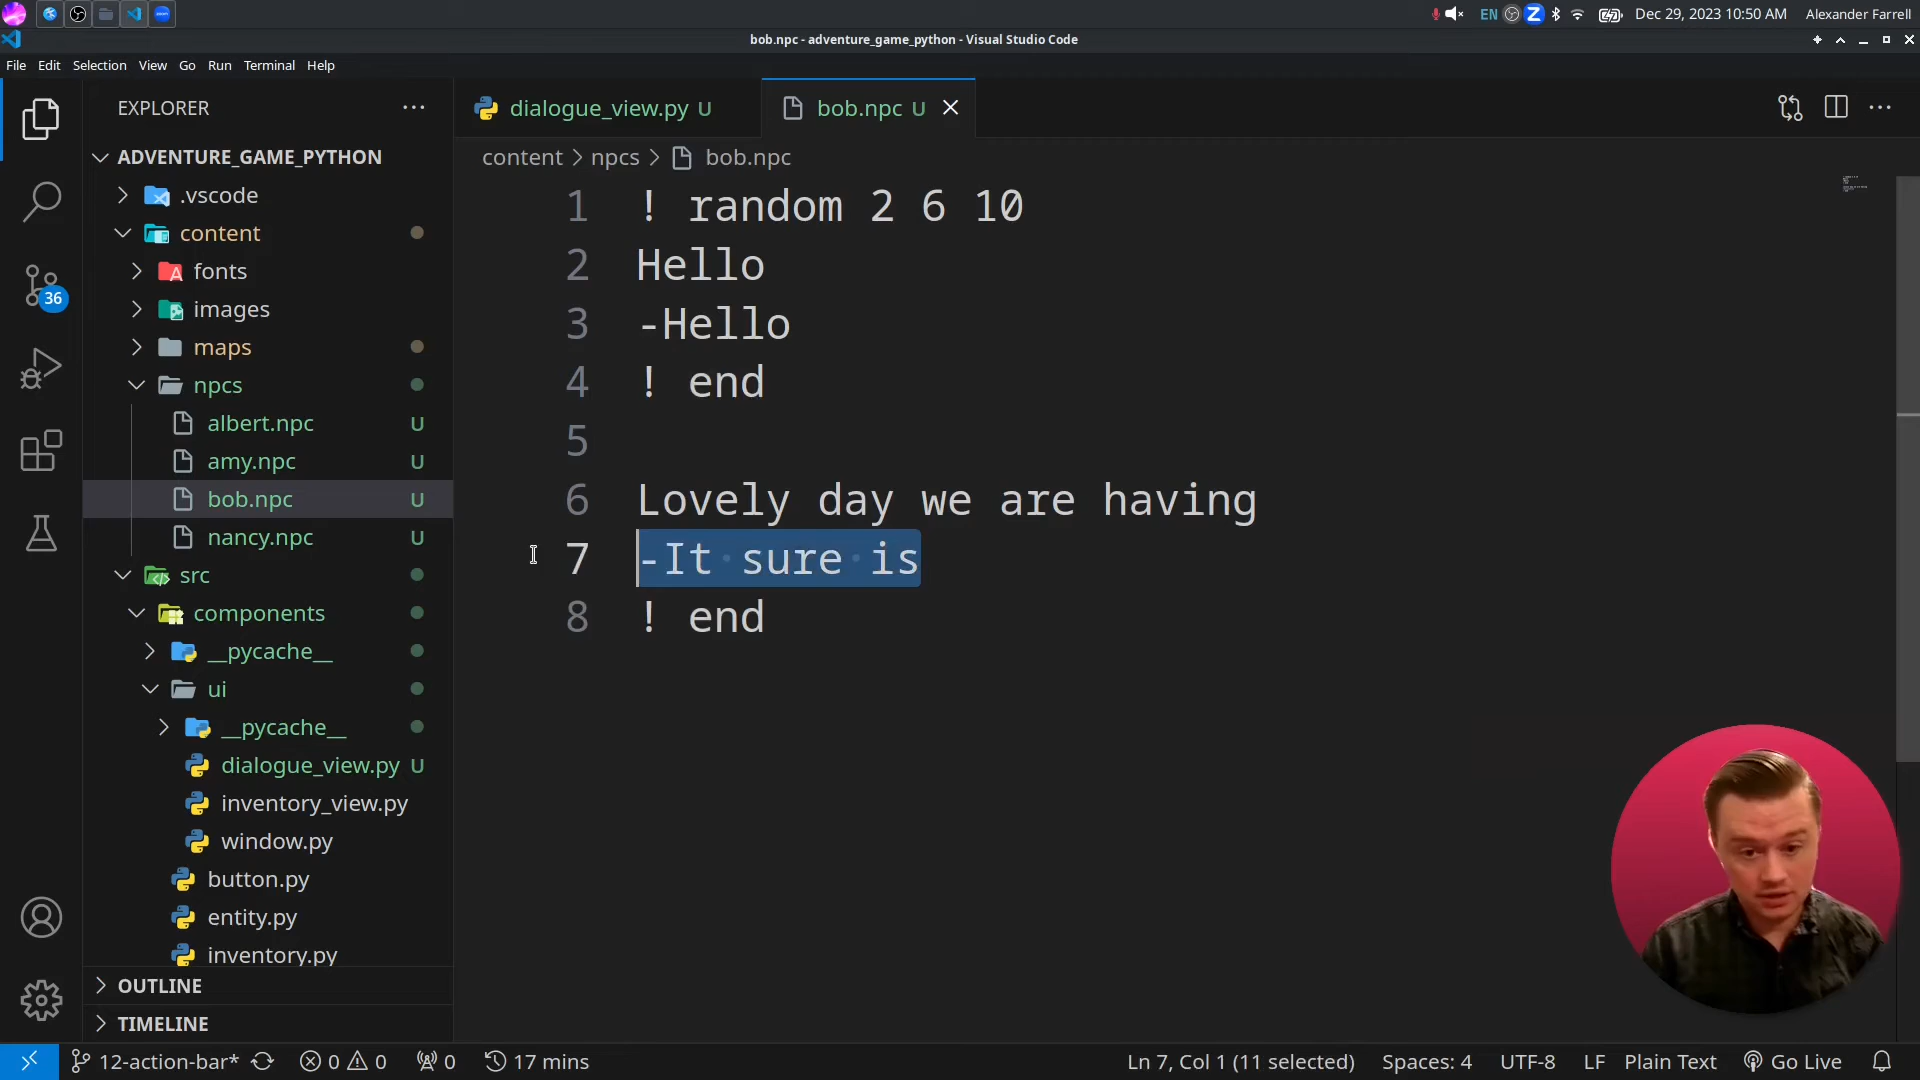 EN
Z
Dec 29, 2023 10:50 AM
Alexander Farrell
bob.npc - adventure_game_python - Visual Studio Code
File Edit Selection View Go Run Terminal Help
EXPLORER
ADVENTURE_GAME_PYTHON
.vscode
content
fonts
images
maps
npcs
albert.npc U
amy.npc U
bob.npc U
nancy.npc U
src
components
__pycache__
ui
__pycache__
dialogue_view.py U
inventory_view.py
window.py
button.py
entity.py
inventory.py
OUTLINE
TIMELINE
36
dialogue_view.py U
bob.npc U
content > npcs > bob.npc
1 ! random 2 6 10
2 Hello
3 -Hello
4 ! end
5
6 Lovely day we are having
7 -It sure is
8 ! end
12-action-bar* 0 0 0 17 mins
Ln 7, Col 1 (11 selected) Spaces: 4 UTF-8 LF Plain Text Go Live